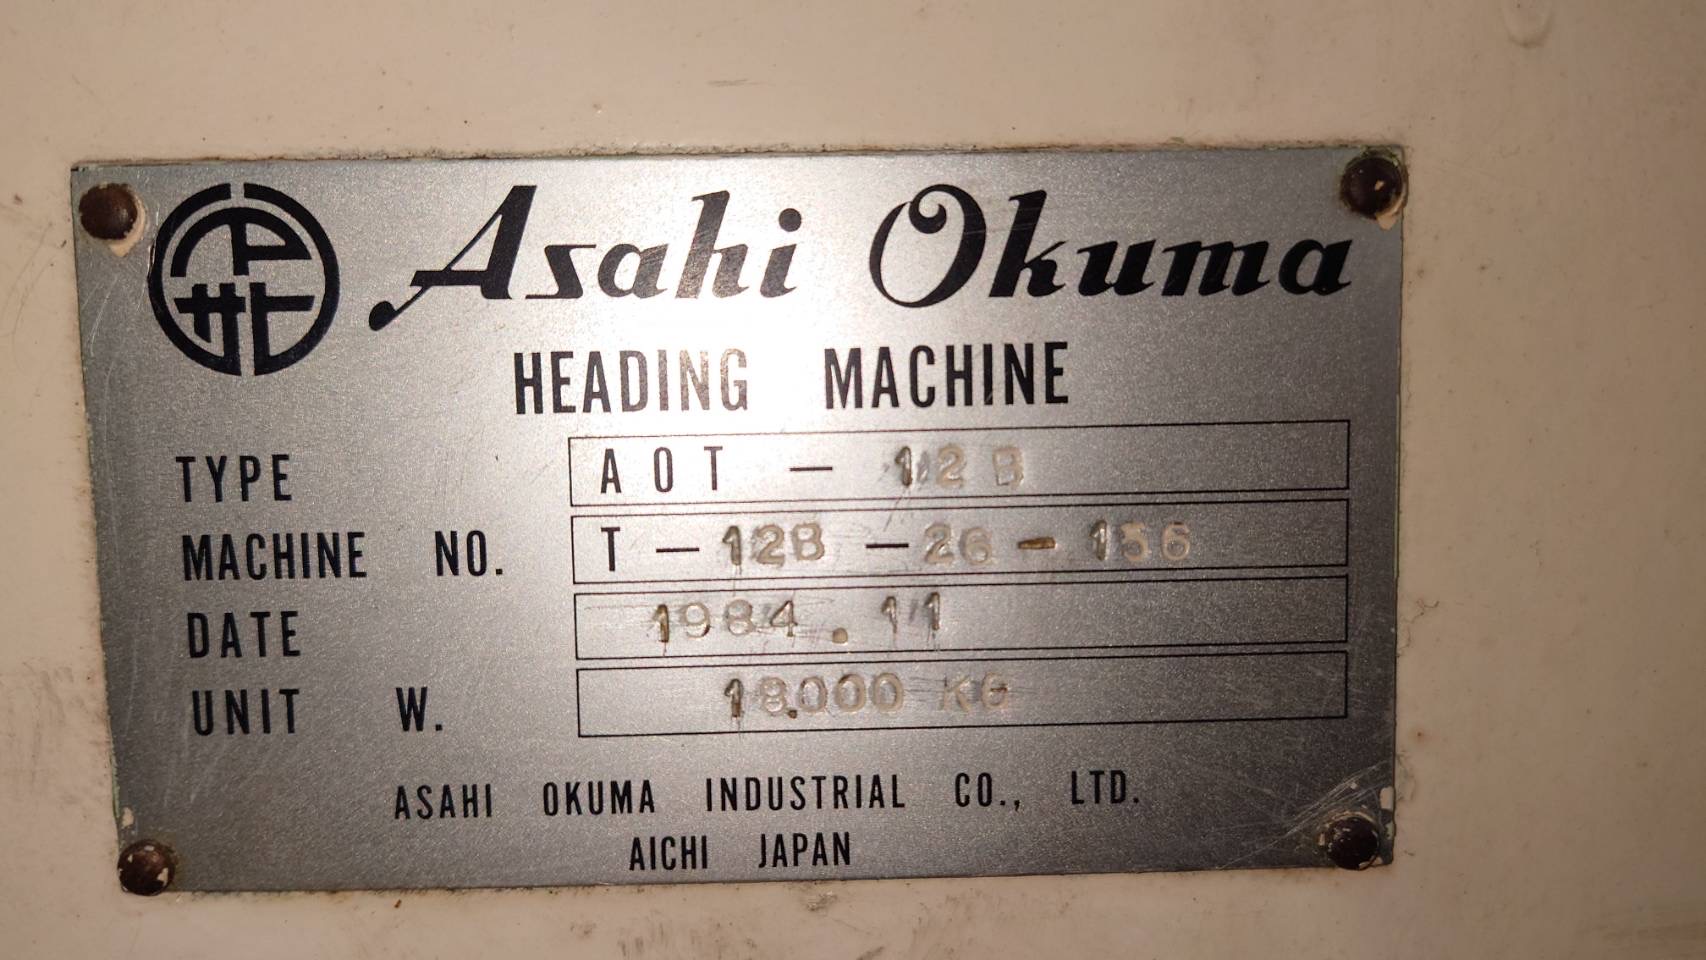 Asahi Okuma
HEADING MACHINE
TYPE AOT - 12B
MACHINE NO. T - 12B - 26 - 156
DATE 1984.11
UNIT W. 18.000 KG
ASAHI OKUMA INDUSTRIAL CO., LTD.
AICHI JAPAN